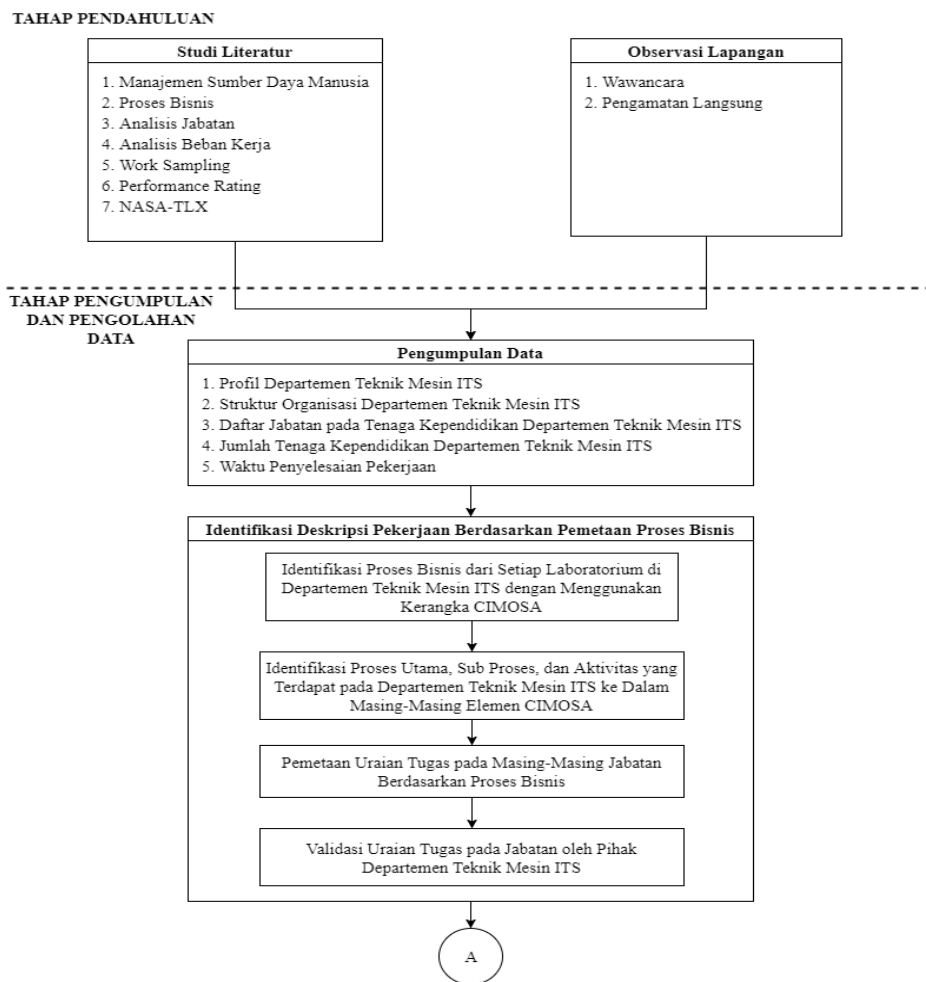 TAHAP PENDAHULUAN
Studi Literatur
1. Manajemen Sumber Daya Manusia
2. Proses Bisnis
3. Analisis Jabatan
4. Analisis Beban Kerja
5. Work Sampling
6. Performance Rating
7. NASA-TLX
Observasi Lapangan
1. Wawancara
2. Pengamatan Langsung
TAHAP PENGUMPULAN
DAN PENGOLAHAN
DATA
Pengumpulan Data
1. Profil Departemen Teknik Mesin ITS
2. Struktur Organisasi Departemen Teknik Mesin ITS
3. Daftar Jabatan pada Tenaga Kependidikan Departemen Teknik Mesin ITS
4. Jumlah Tenaga Kependidikan Departemen Teknik Mesin ITS
5. Waktu Penyelesaian Pekerjaan
Identifikasi Deskripsi Pekerjaan Berdasarkan Pemetaan Proses Bisnis
Identifikasi Proses Bisnis dari Setiap Laboratorium di
Departemen Teknik Mesin ITS dengan Menggunakan
Kerangka CIMOSA
Identifikasi Proses Utama, Sub Proses, dan Aktivitas yang
Terdapat pada Departemen Teknik Mesin ITS ke Dalam
Masing-Masing Elemen CIMOSA
Pemetaan Uraian Tugas pada Masing-Masing Jabatan
Berdasarkan Proses Bisnis
Validasi Uraian Tugas pada Jabatan oleh Pihak
Departemen Teknik Mesin ITS
A